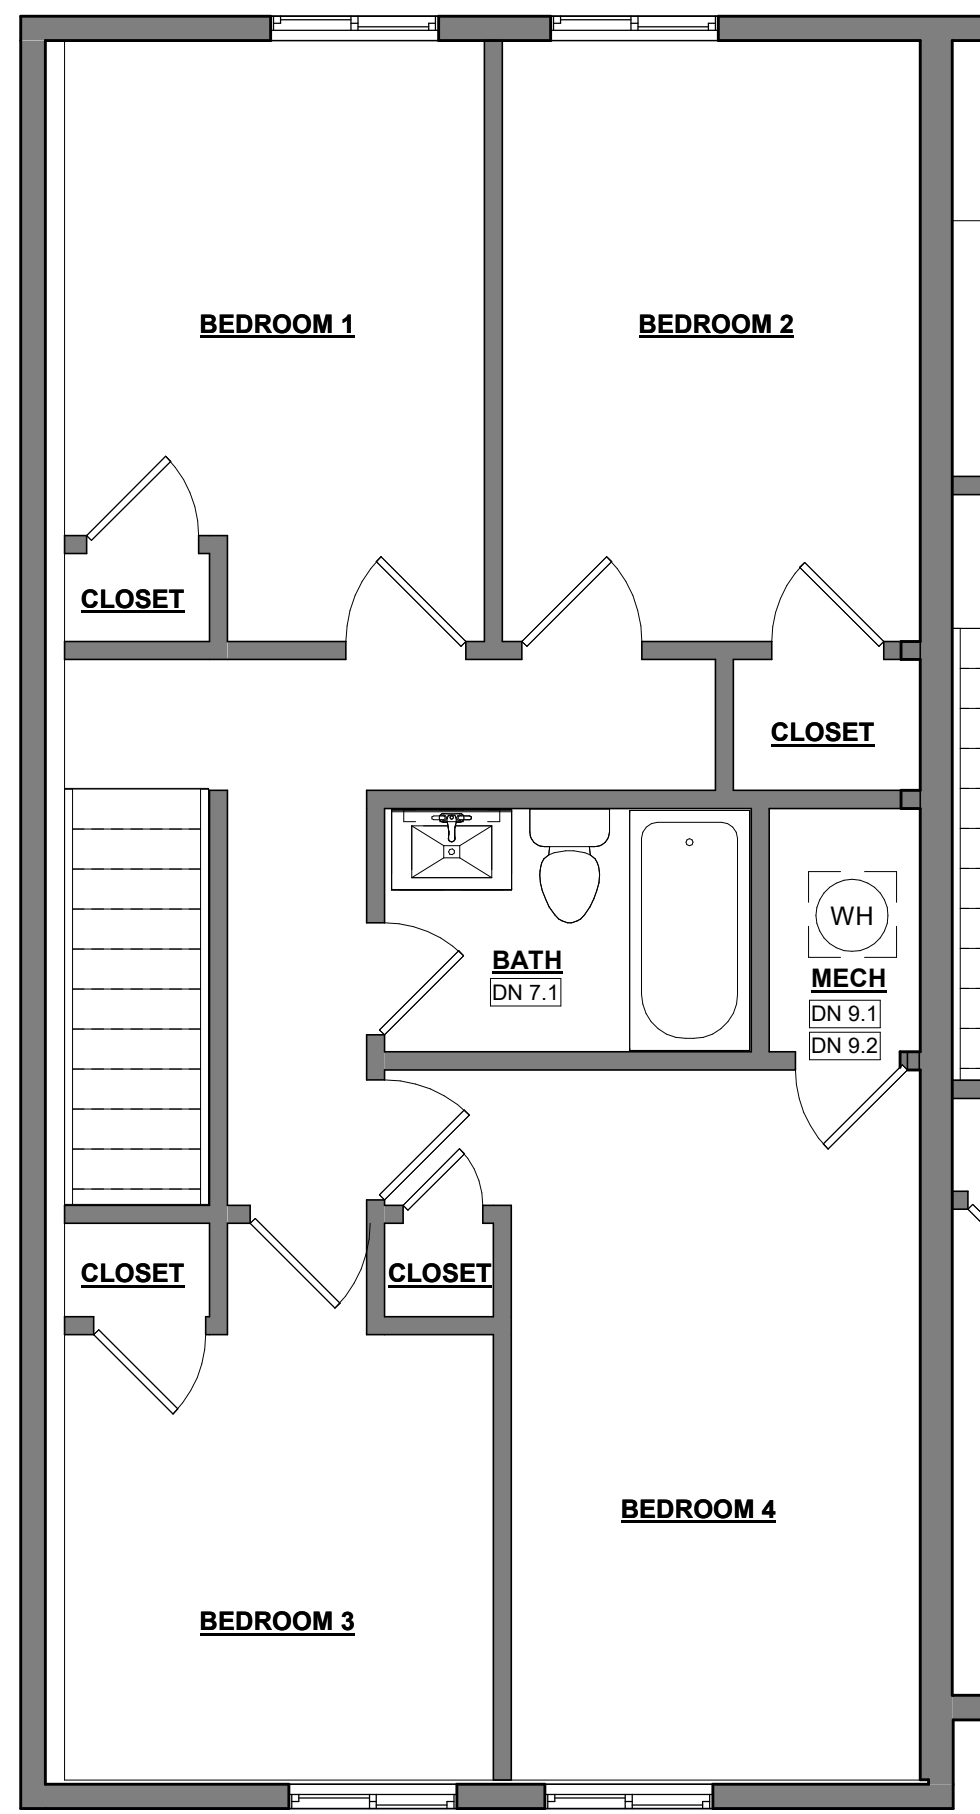 BEDROOM 1
BEDROOM 2
CLOSET
CLOSET
WH
BATH
DN 7.1
MECH
DN 9.1
DN 9.2
CLOSET
CLOSET
BEDROOM 4
BEDROOM 3